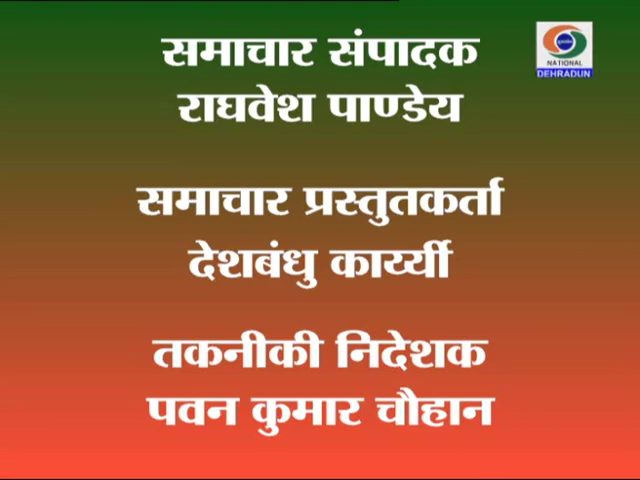 समाचार संपादक
राघवेश पाण्डेय
समाचार प्रस्तुतकर्ता
देशबंधु कार्य्यी
तकनीकी निदेशक
पवन कुमार चौहान
NATIONAL
DEHRADUN